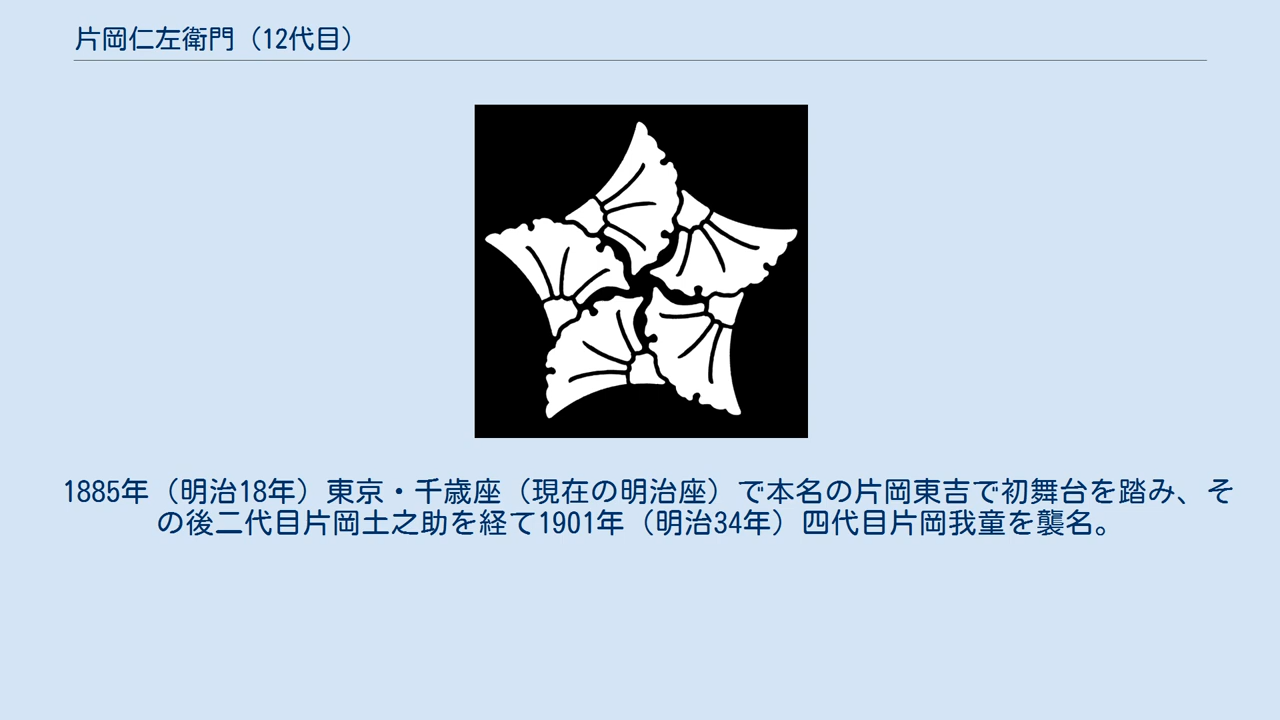 片岡仁左衛門（12代目）
1885年（明治18年）東京・千歳座（現在の明治座）で本名の片岡東吉で初舞台を踏み、そ
の後二代目片岡土之助を経て1901年（明治34年）四代目片岡我童を襲名。